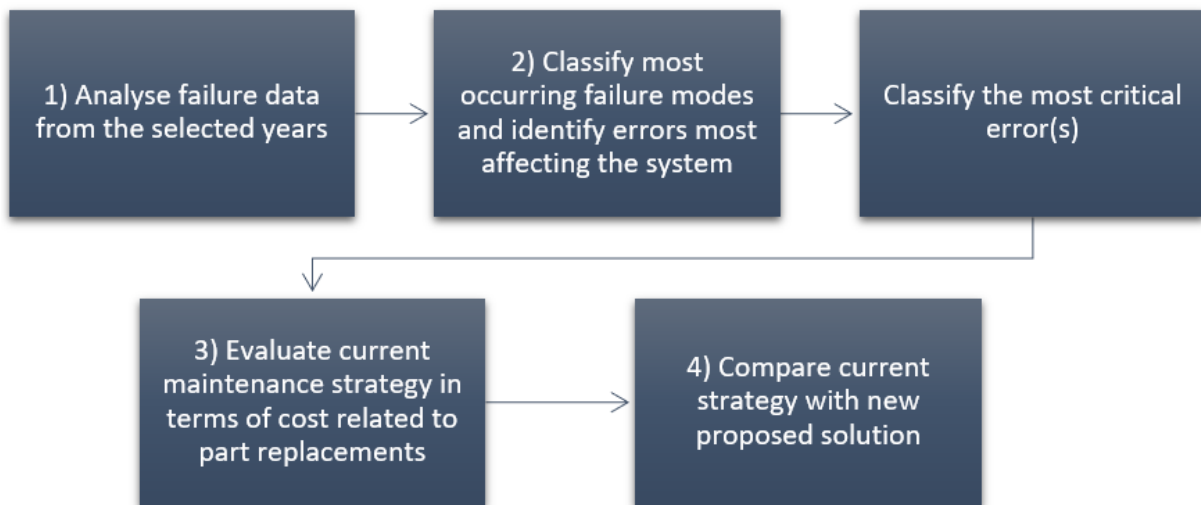 1) Analyse failure data
from the selected years
2) Classify most
occurring failure modes
and identify errors most
affecting the system
Classify the most critical
error(s)
3) Evaluate current
maintenance strategy in
terms of cost related to
part replacements
4) Compare current
strategy with new
proposed solution